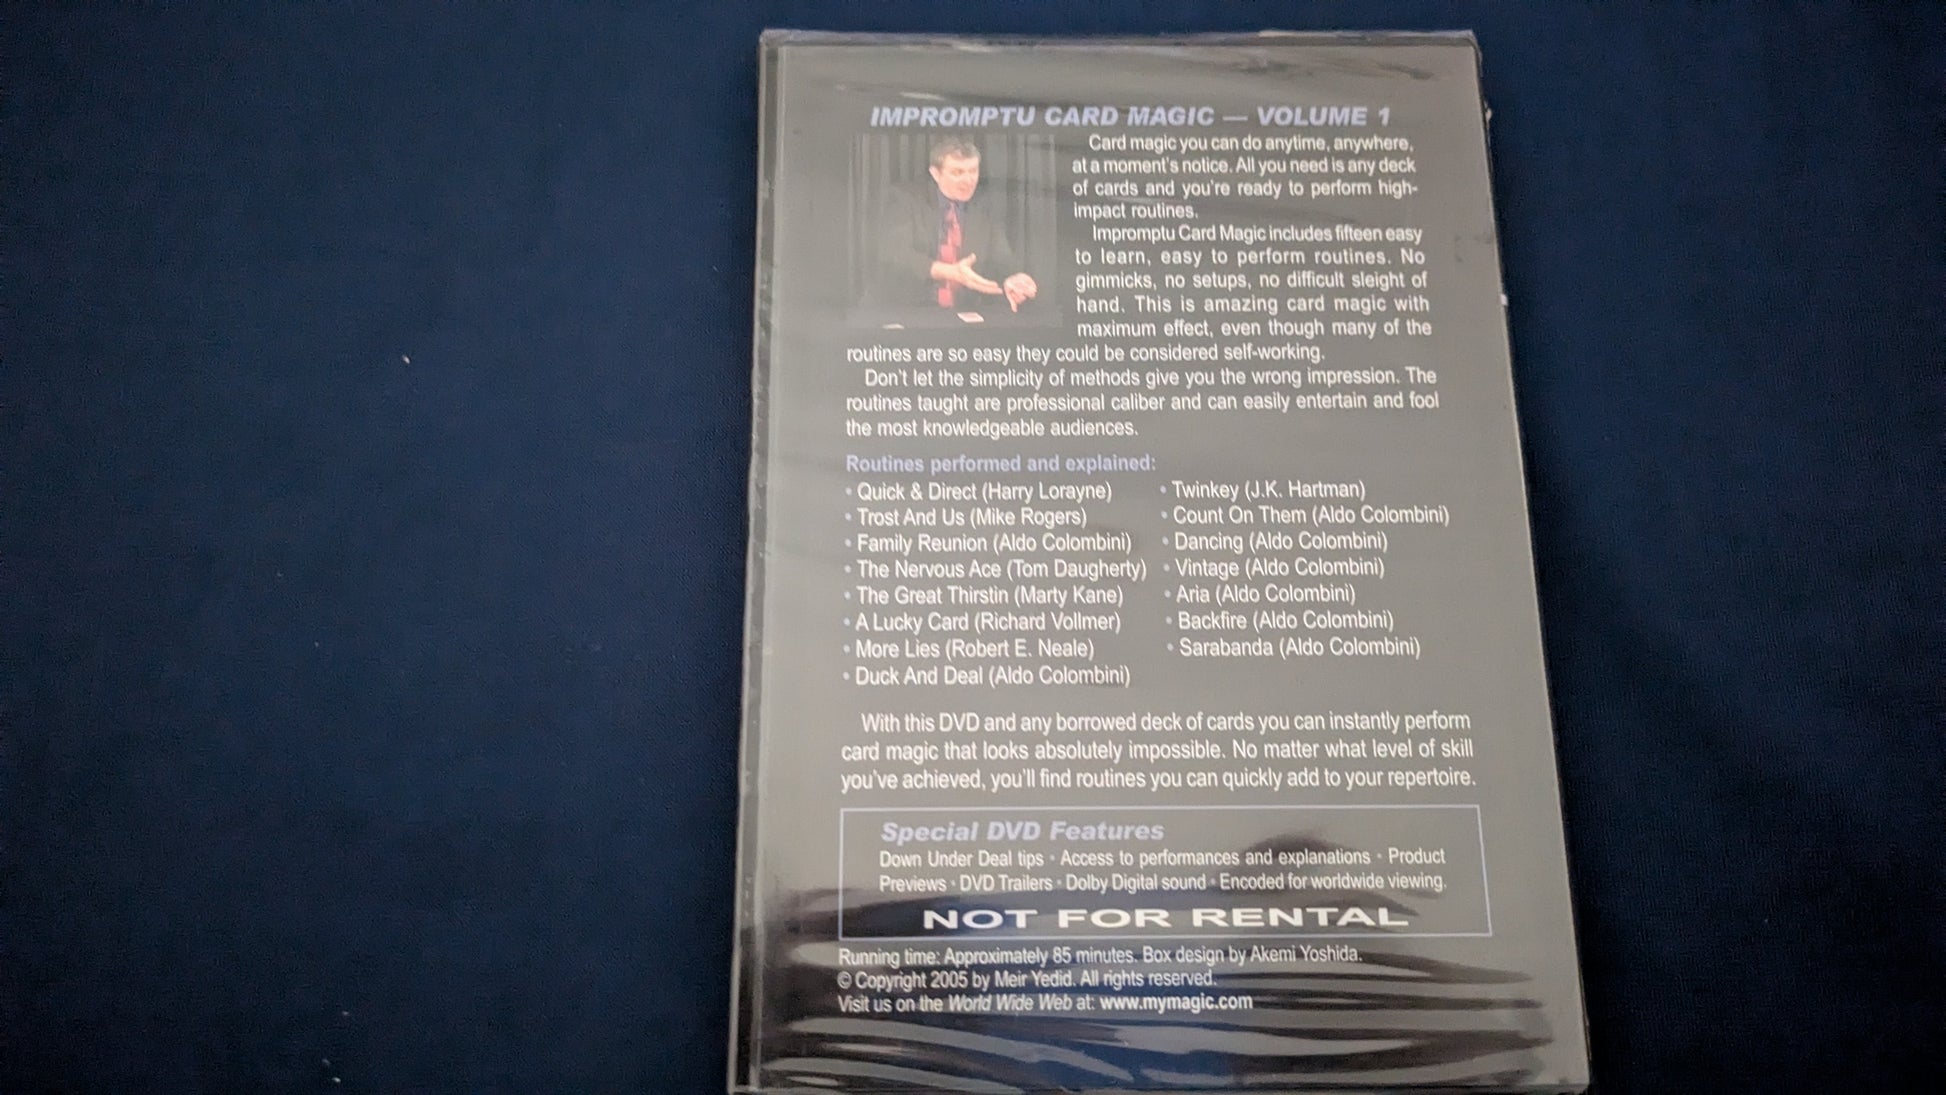 IMPROMPTU CARD MAGIC — VOLUME 1
Card magic you can do anytime, anywhere,
at a moment's notice. All you need is any deck
of cards and you're ready to perform high-
impact routines.
Impromptu Card Magic includes fifteen easy
to learn, easy to perform routines. No
gimmicks, no setups, no difficult sleight of
hand. This is amazing card magic with
maximum effect, even though many of the
routines are so easy they could be considered self-working.
Don't let the simplicity of methods give you the wrong impression. The
routines taught are professional caliber and can easily entertain and fool
the most knowledgeable audiences.
Routines performed and explained:
• Quick & Direct (Harry Lorayne)
• Trost And Us (Mike Rogers)
• Family Reunion (Aldo Colombini)
• The Nervous Ace (Tom Daugherty)
• The Great Thirstin (Marty Kane)
• A Lucky Card (Richard Vollmer)
• More Lies (Robert E. Neale)
• Duck And Deal (Aldo Colombini)
• Twinkey (J.K. Hartman)
• Count On Them (Aldo Colombini)
• Dancing (Aldo Colombini)
• Vintage (Aldo Colombini)
• Aria (Aldo Colombini)
• Backfire (Aldo Colombini)
• Sarabanda (Aldo Colombini)
With this DVD and any borrowed deck of cards you can instantly perform
card magic that looks absolutely impossible. No matter what level of skill
you've achieved, you'll find routines you can quickly add to your repertoire.
Special DVD Features
Down Under Deal tips • Access to performances and explanations • Product
Previews • DVD Trailers • Dolby Digital sound • Encoded for worldwide viewing.
NOT FOR RENTAL
Running time: Approximately 85 minutes. Box design by Akemi Yoshida.
© Copyright 2005 by Meir Yedid. All rights reserved.
Visit us on the World Wide Web at: www.mymagic.com